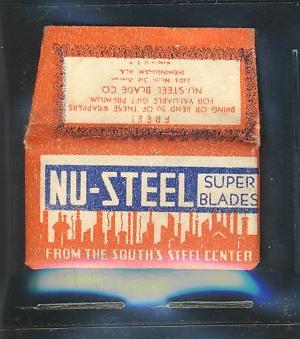 FREE!
BRING OR SEND 50 OF THESE WRAPPERS
FOR VALUABLE GIFT PREMIUM.
NU-STEEL BLADE CO
BIRMINGHAM, ALA.
NU-STEEL
SUPER
BLADES
FROM THE SOUTH'S STEEL CENTER